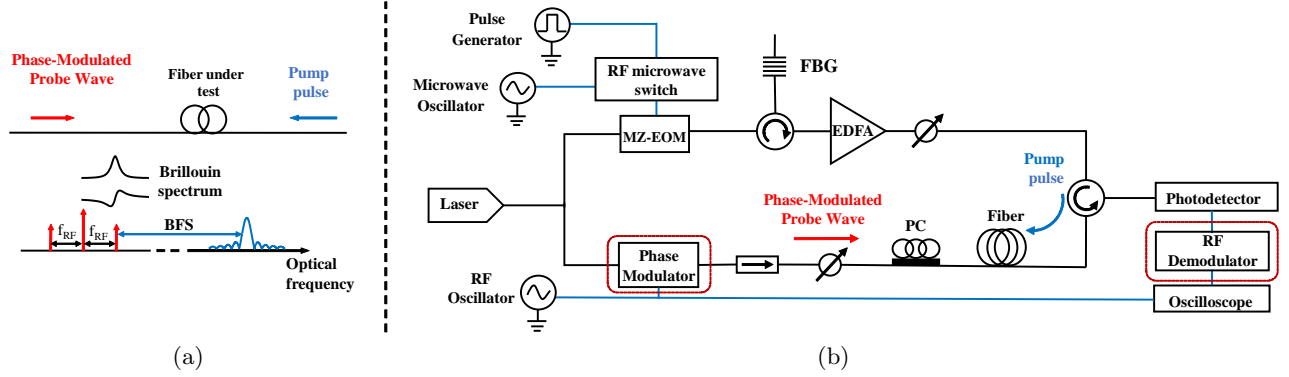 Phase-Modulated
Probe Wave
Fiber under
test
Pump
pulse
Brillouin
spectrum
f_RF
f_RF
BFS
Optical
frequency
(a)
Pulse
Generator
Microwave
Oscillator
RF microwave
switch
MZ-EOM
FBG
EDFA
Laser
Phase-Modulated
Probe Wave
Pump
pulse
Phase
Modulator
PC
Fiber
Photodetector
RF
Demodulator
RF
Oscillator
Oscilloscope
(b)